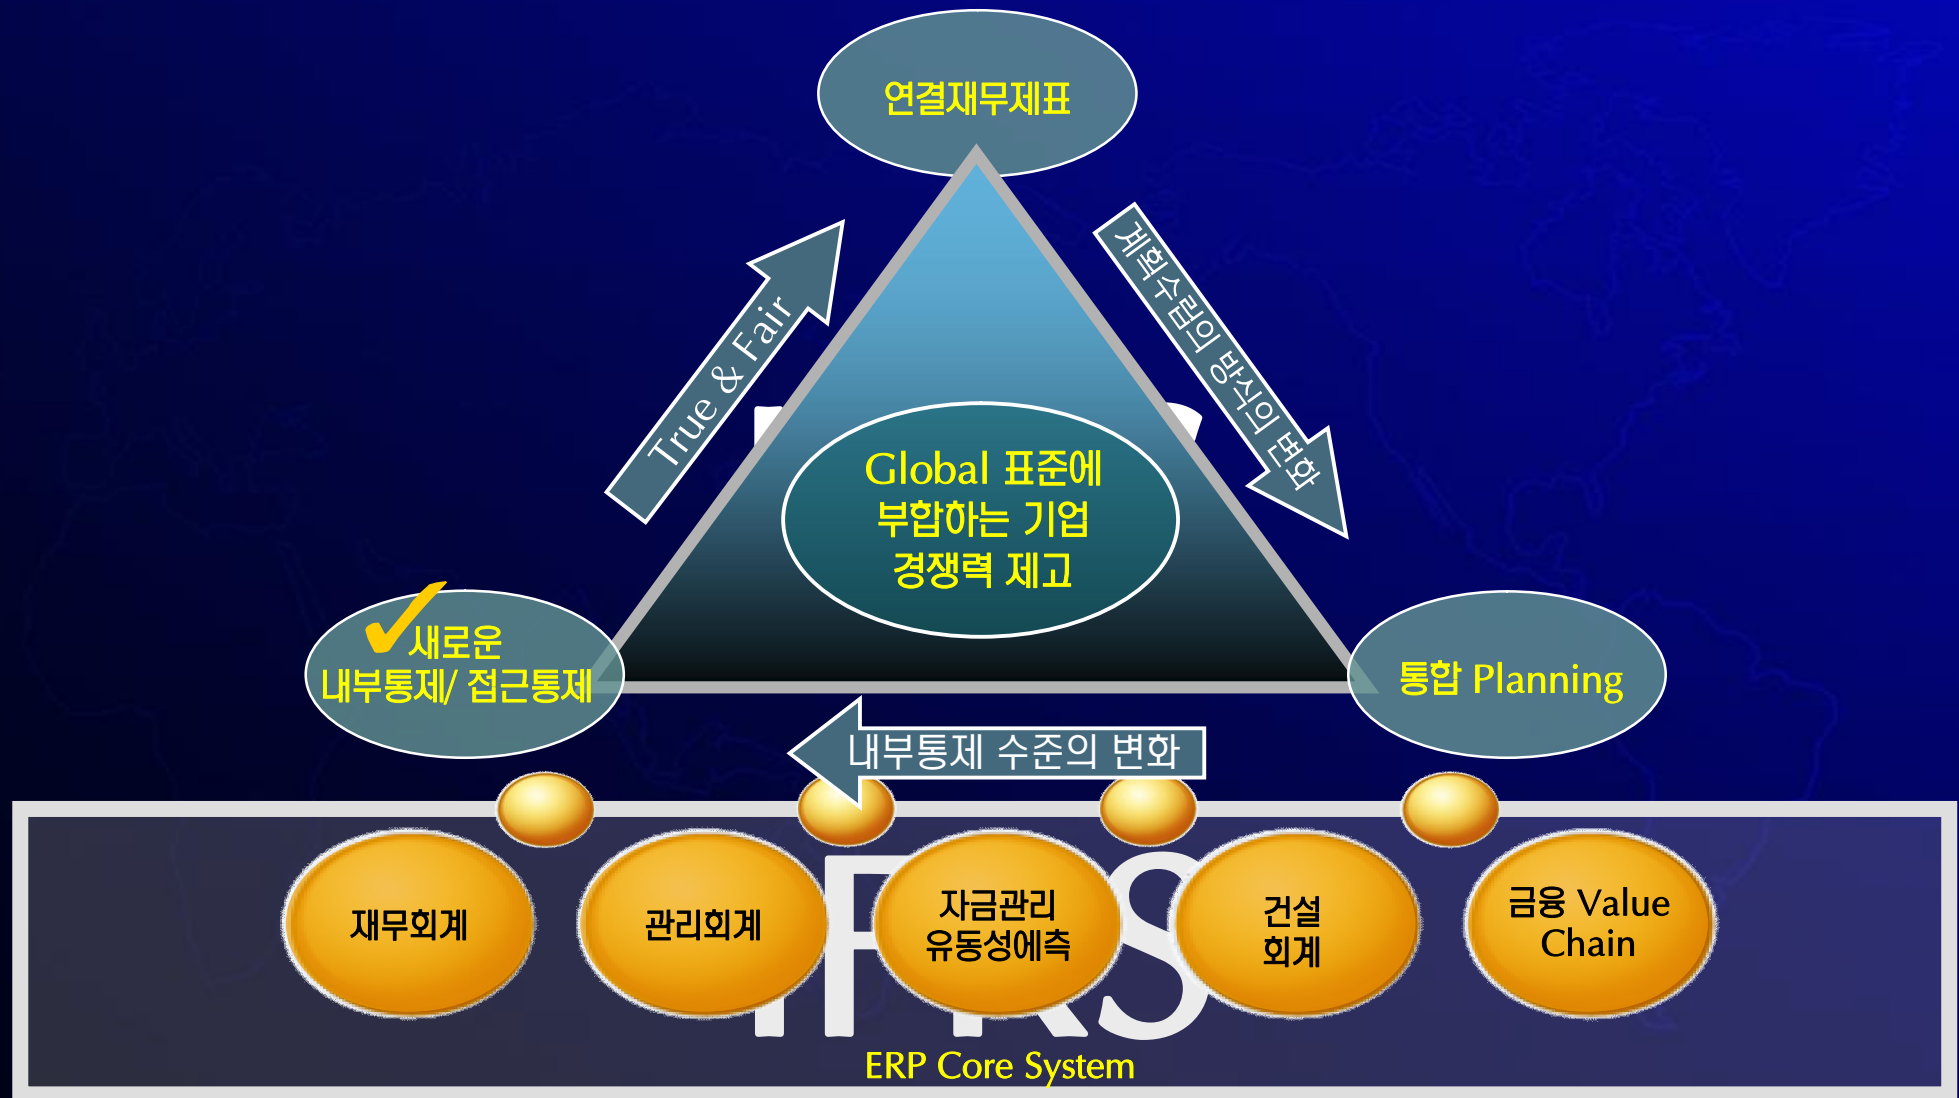 연결재무제표
True & Fair
계획수립의 방식의 변화
Global 표준에
부합하는 기업
경쟁력 제고
새로운
내부통제/ 접근통제
통합 Planning
내부통제 수준의 변화
재무회계
관리회계
자금관리
유동성예측
건설
회계
금융 Value
Chain
IFRS
ERP Core System